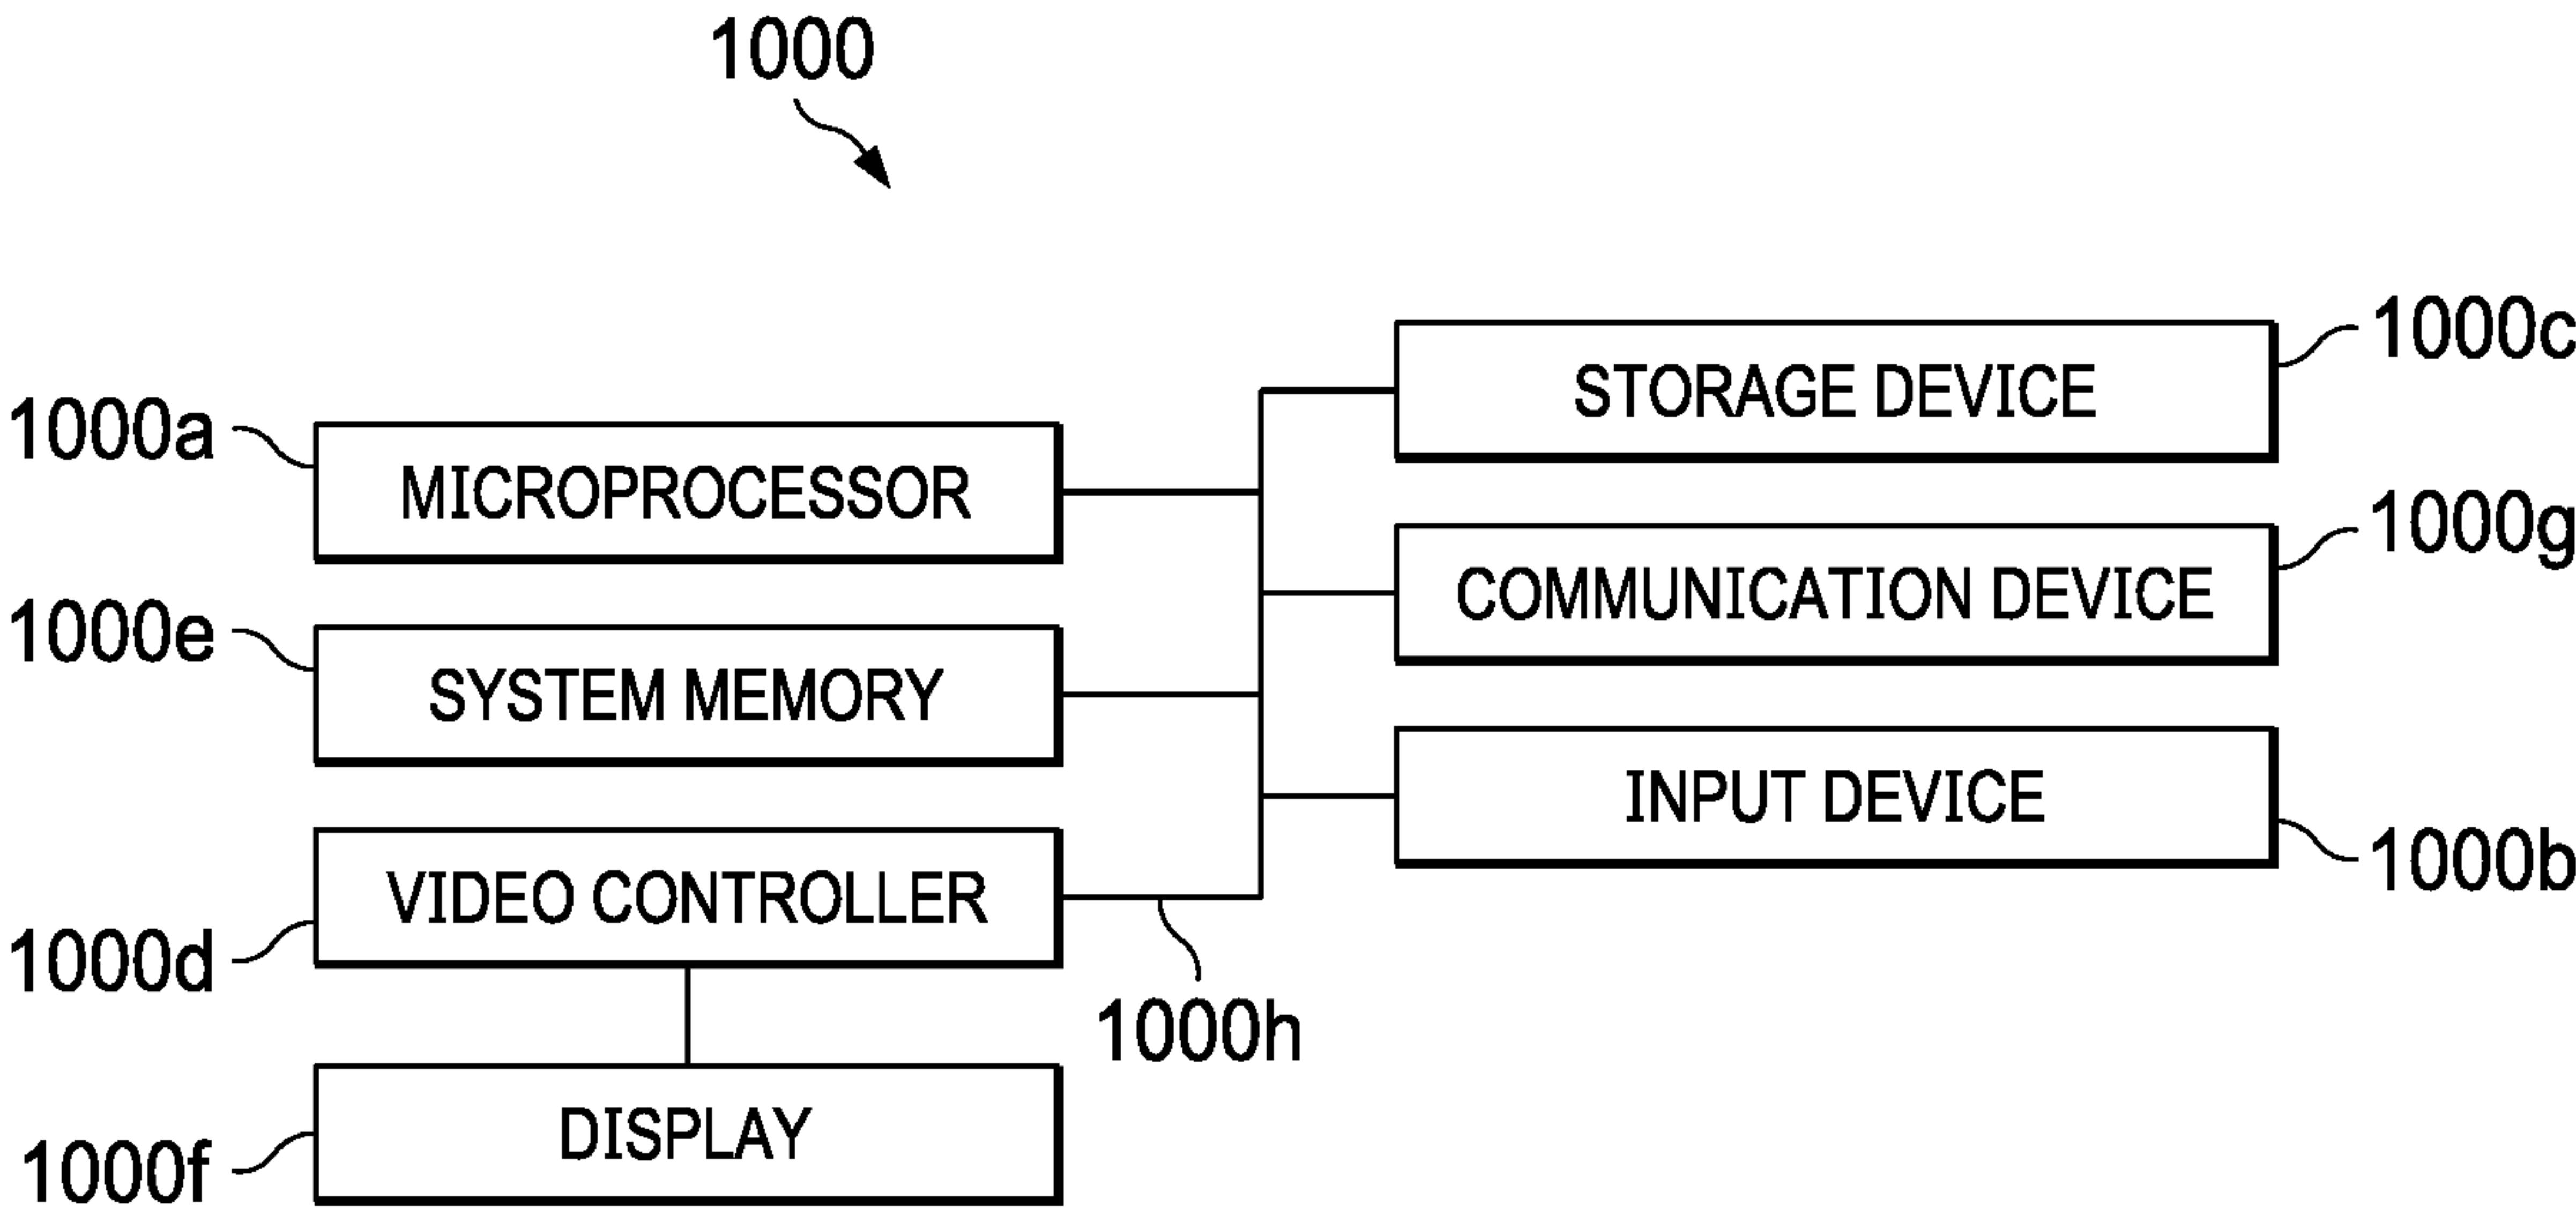 1000
1000c
STORAGE DEVICE
1000a
MICROPROCESSOR
1000g
COMMUNICATION DEVICE
1000e
SYSTEM MEMORY
INPUT DEVICE
1000b
VIDEO CONTROLLER
1000d
1000h
DISPLAY
1000f